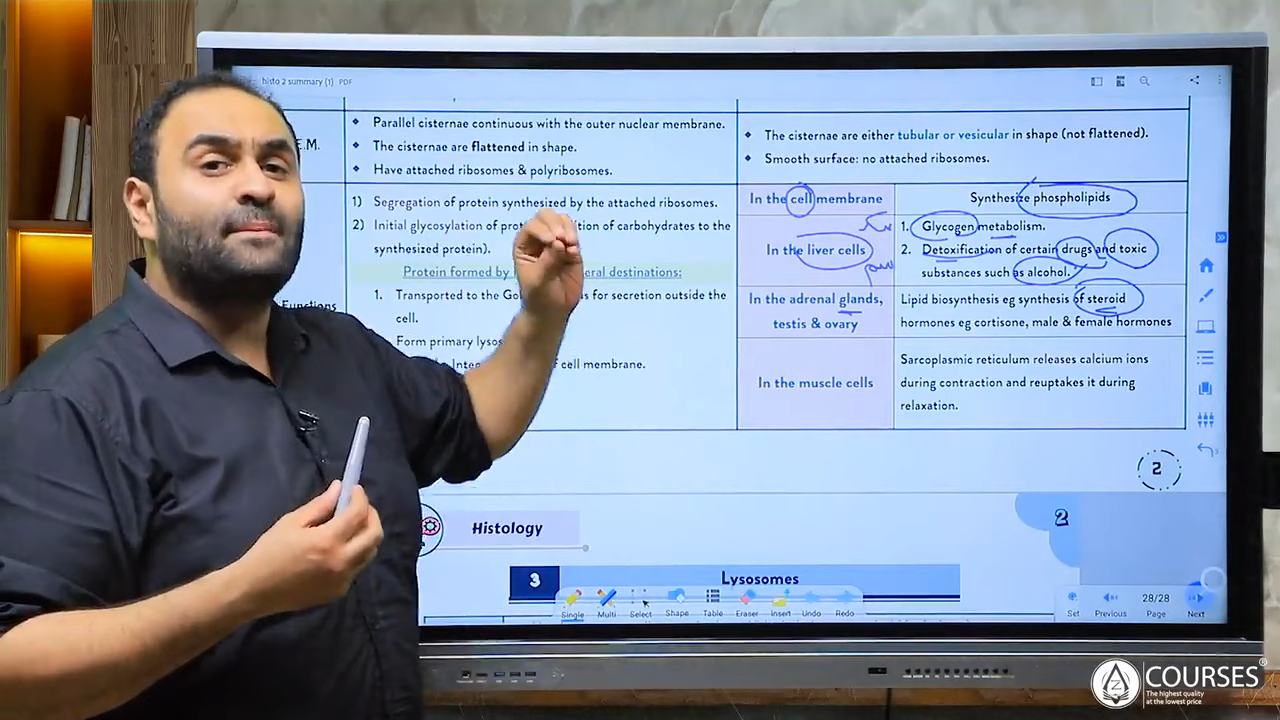 histo 2 summary (1) PDF
E.M.
Parallel cisternae continuous with the outer nuclear membrane.
The cisternae are flattened in shape.
Have attached ribosomes & polyribosomes.
The cisternae are either tubular or vesicular in shape (not flattened).
Smooth surface: no attached ribosomes.
Functions
1) Segregation of protein synthesized by the attached ribosomes.
2) Initial glycosylation of tion of carbohydrates to the
synthesized protein).
Protein formed by destinations:
1. Transported to the for secretion outside the
cell.
Form primary
cell membrane.
In the cell membrane
Synthesize phospholipids
In the liver cells
1. Glycogen metabolism.
2. Detoxification of certain drugs and toxic
substances such as alcohol.
In the adrenal glands,
testis & ovary
Lipid biosynthesis eg synthesis of steroid
hormones eg cortisone, male & female hormones
In the muscle cells
Sarcoplasmic reticulum releases calcium ions
during contraction and reuptakes it during
relaxation.
2
Histology
2
3
Lysosomes
Single Multi Select Shape Table Eraser Insert Undo Redo
Set Previous 28/28 Page Next
COURSES®
The highest quality
at the lowest price